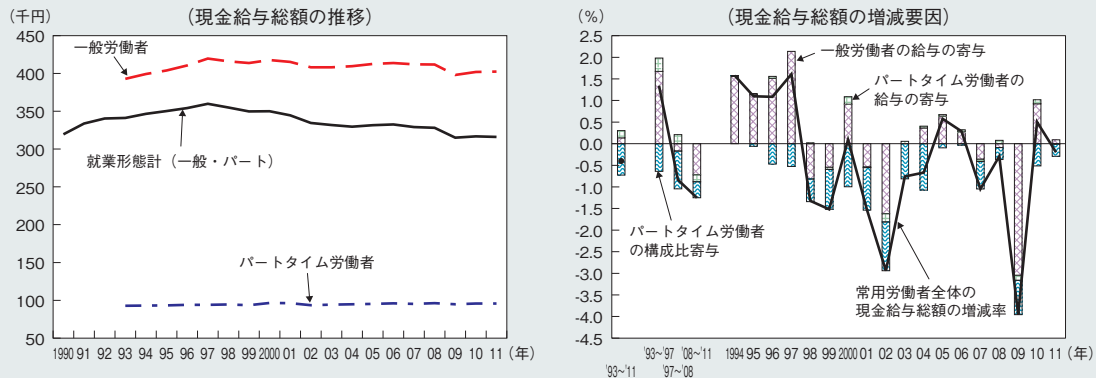 (現金給与総額の推移)
(千円)
450
400
350
300
250
200
150
100
50
一般労働者
就業形態計(一般・パート)
パートタイム労働者
1990 91 92 93 94 95 96 97 98 99 2000 01 02 03 04 05 06 07 08 09 10 11 (年)
(現金給与総額の増減要因)
(%)
2.5
2.0
1.5
1.0
0.5
0.0
-0.5
-1.0
-1.5
-2.0
-2.5
-3.0
-3.5
-4.0
-4.5
一般労働者の給与の寄与
パートタイム労働者の
給与の寄与
パートタイム労働者
の構成比寄与
常用労働者全体の
現金給与総額の増減率
'93~'97 '08~'11 1994 95 96 97 98 99 2000 01 02 03 04 05 06 07 08 09 10 11 (年)
'93~'11 '97~'08